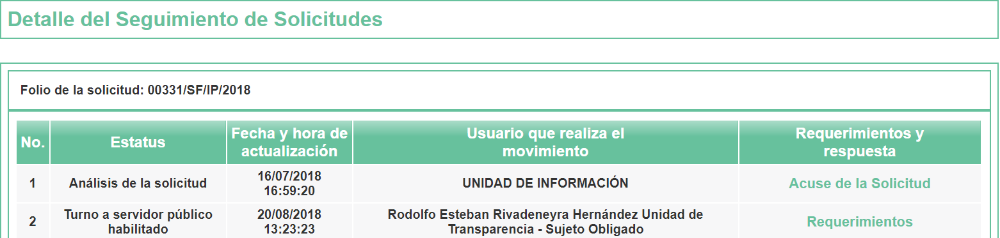 Detalle del Seguimiento de Solicitudes
Folio de la solicitud: 00331/SF/IP/2018
No.
Estatus
Fecha y hora de
actualización
Usuario que realiza el
movimiento
Requerimientos y
respuesta
1
Análisis de la solicitud
16/07/2018
16:59:20
UNIDAD DE INFORMACIÓN
Acuse de la Solicitud
2
Turno a servidor público
habilitado
20/08/2018
13:23:23
Rodolfo Esteban Rivadeneyra Hernández Unidad de
Transparencia - Sujeto Obligado
Requerimientos